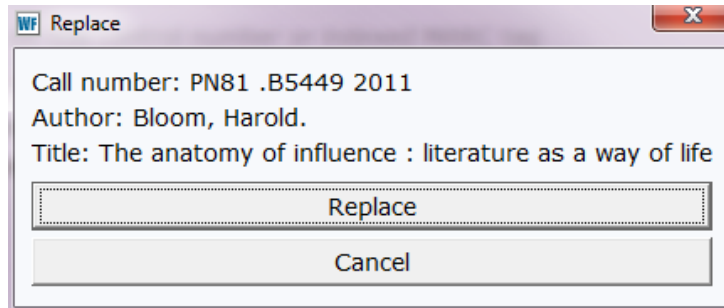 WF Replace
Call number: PN81 .B5449 2011
Author: Bloom, Harold.
Title: The anatomy of influence : literature as a way of life
Replace
Cancel